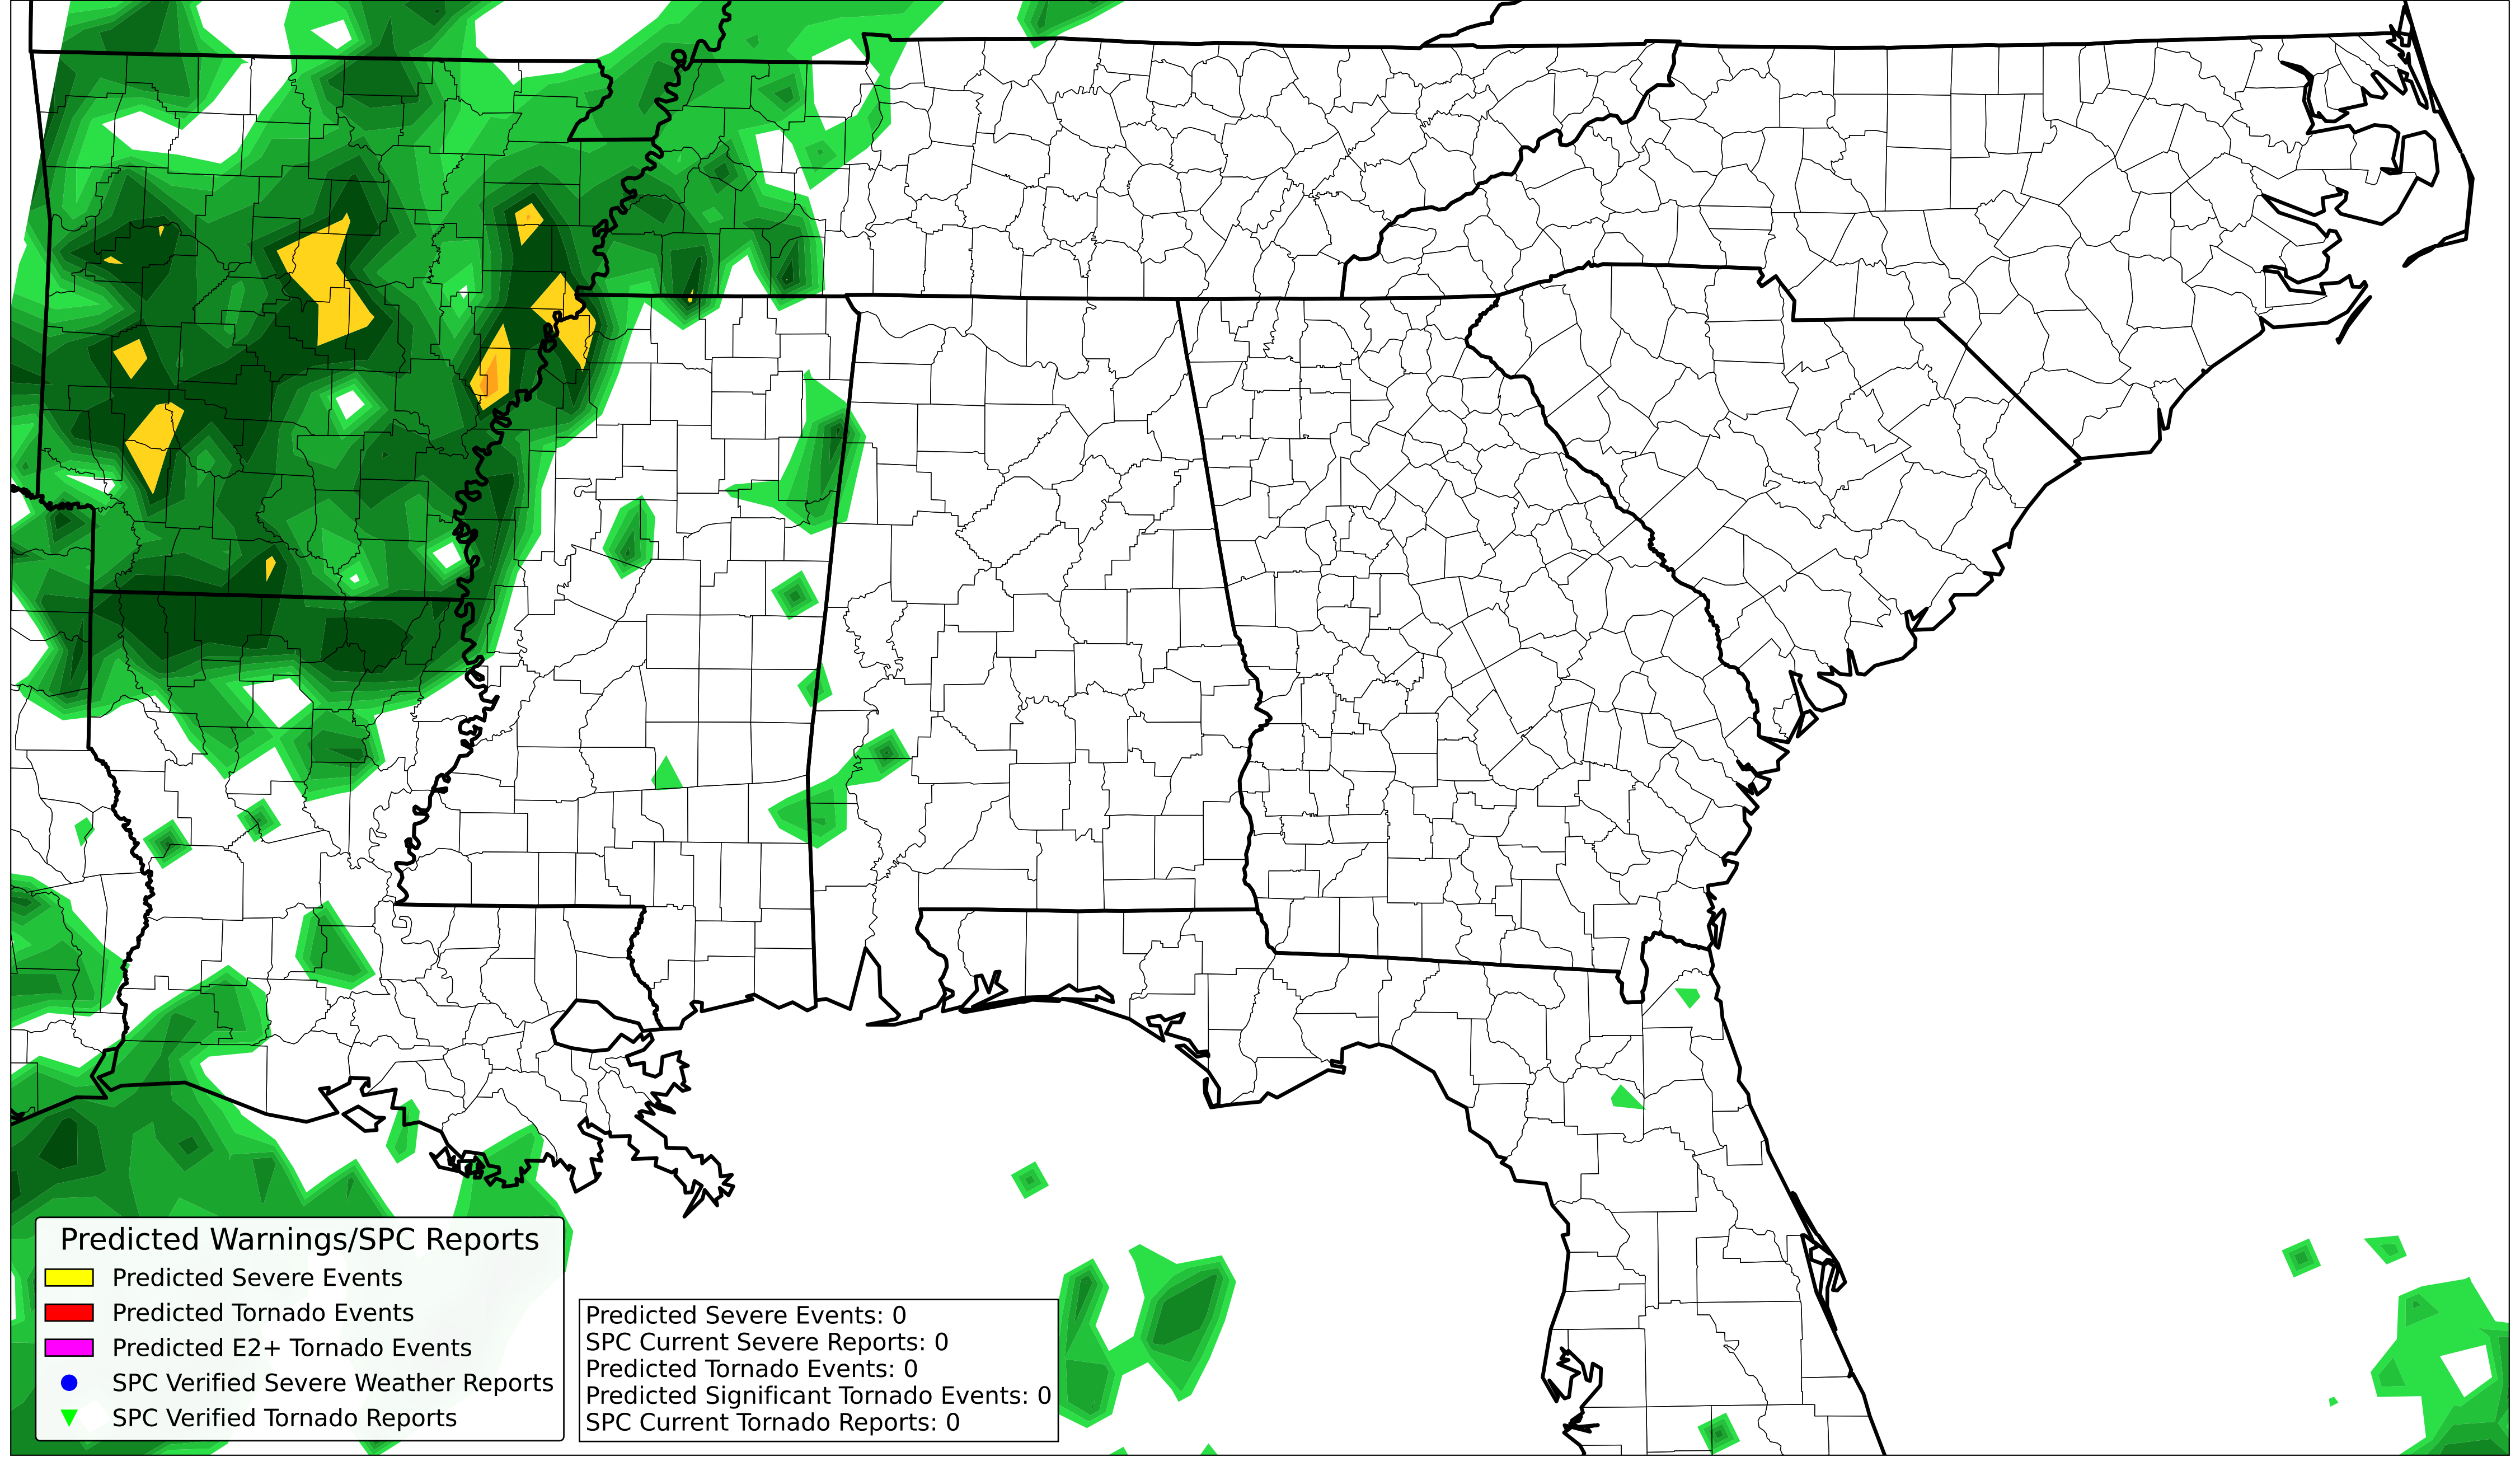 Predicted Warnings/SPC Reports
Predicted Severe Events
Predicted Tornado Events
Predicted E2+ Tornado Events
SPC Verified Severe Weather Reports
SPC Verified Tornado Reports
Predicted Severe Events: 0
SPC Current Severe Reports: 0
Predicted Tornado Events: 0
Predicted Significant Tornado Events: 0
SPC Current Tornado Reports: 0